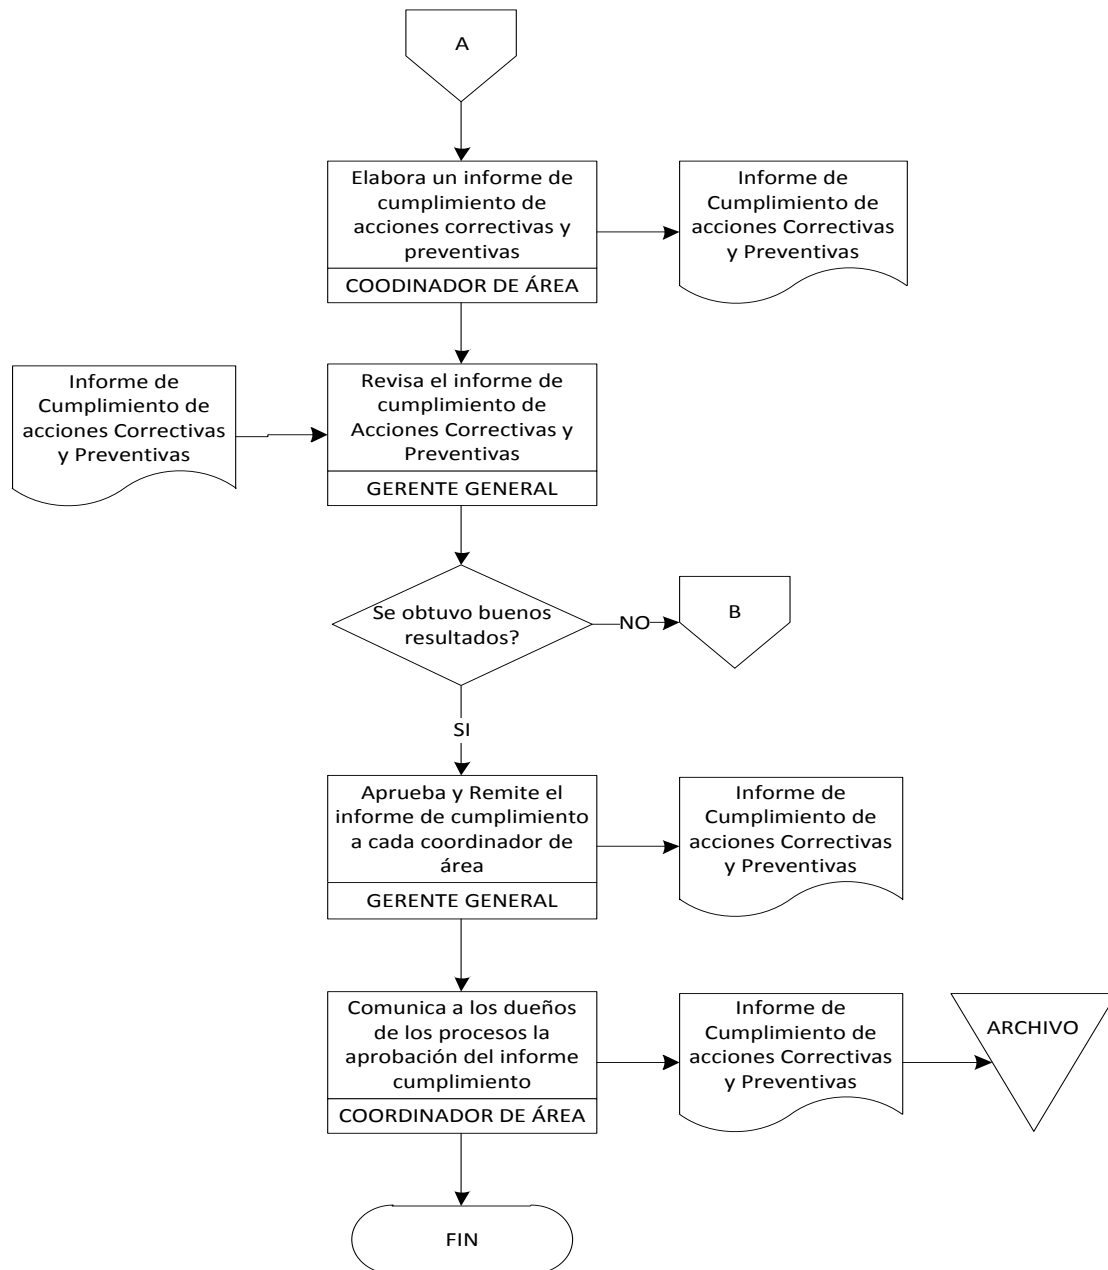 A
Elabora un informe de
cumplimiento de
acciones correctivas y
preventivas
COODINADOR DE ÁREA
Informe de
Cumplimiento de
acciones Correctivas
y Preventivas
Informe de
Cumplimiento de
acciones Correctivas
y Preventivas
Revisa el informe de
cumplimiento de
Acciones Correctivas y
Preventivas
GERENTE GENERAL
Se obtuvo buenos
resultados?
NO
B
SI
Aprueba y Remite el
informe de cumplimiento
a cada coordinador de
área
GERENTE GENERAL
Informe de
Cumplimiento de
acciones Correctivas
y Preventivas
Comunica a los dueños
de los procesos la
aprobación del informe
cumplimiento
COORDINADOR DE ÁREA
Informe de
Cumplimiento de
acciones Correctivas
y Preventivas
ARCHIVO
FIN